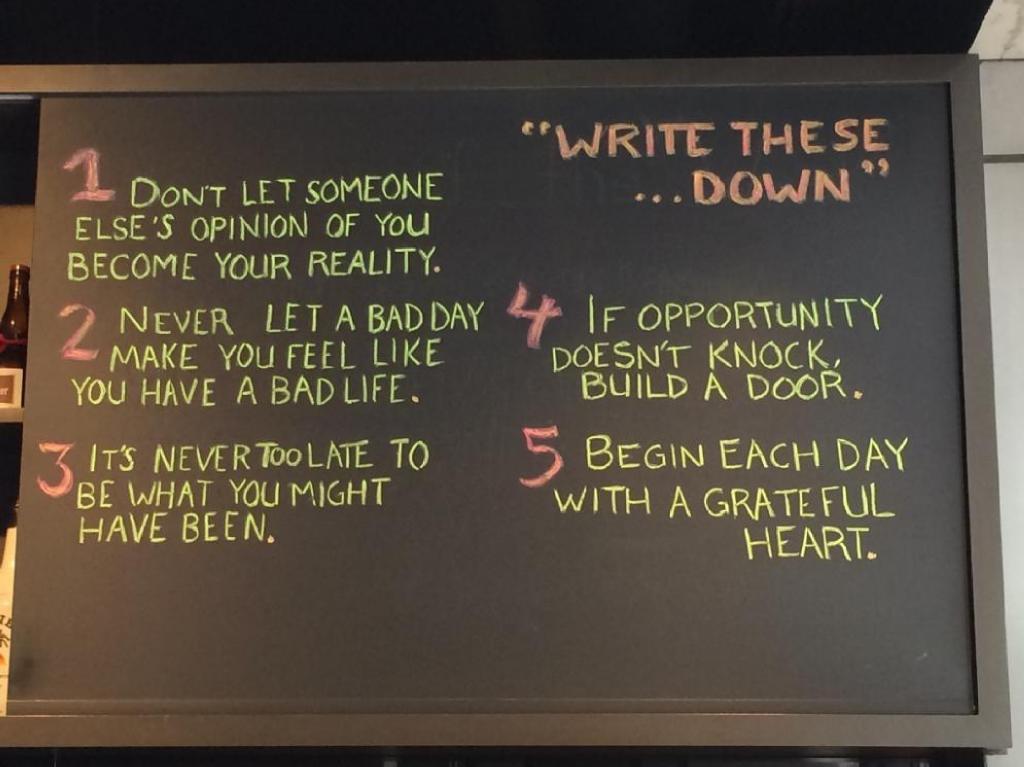 "WRITE THESE
...DOWN"
1 DON'T LET SOMEONE
ELSE'S OPINION OF YOU
BECOME YOUR REALITY.
2 NEVER LET A BAD DAY
MAKE YOU FEEL LIKE
YOU HAVE A BAD LIFE.
3 IT'S NEVER TOO LATE TO
BE WHAT YOU MIGHT
HAVE BEEN.
4 IF OPPORTUNITY
DOESN'T KNOCK,
BUILD A DOOR.
5 BEGIN EACH DAY
WITH A GRATEFUL
HEART.